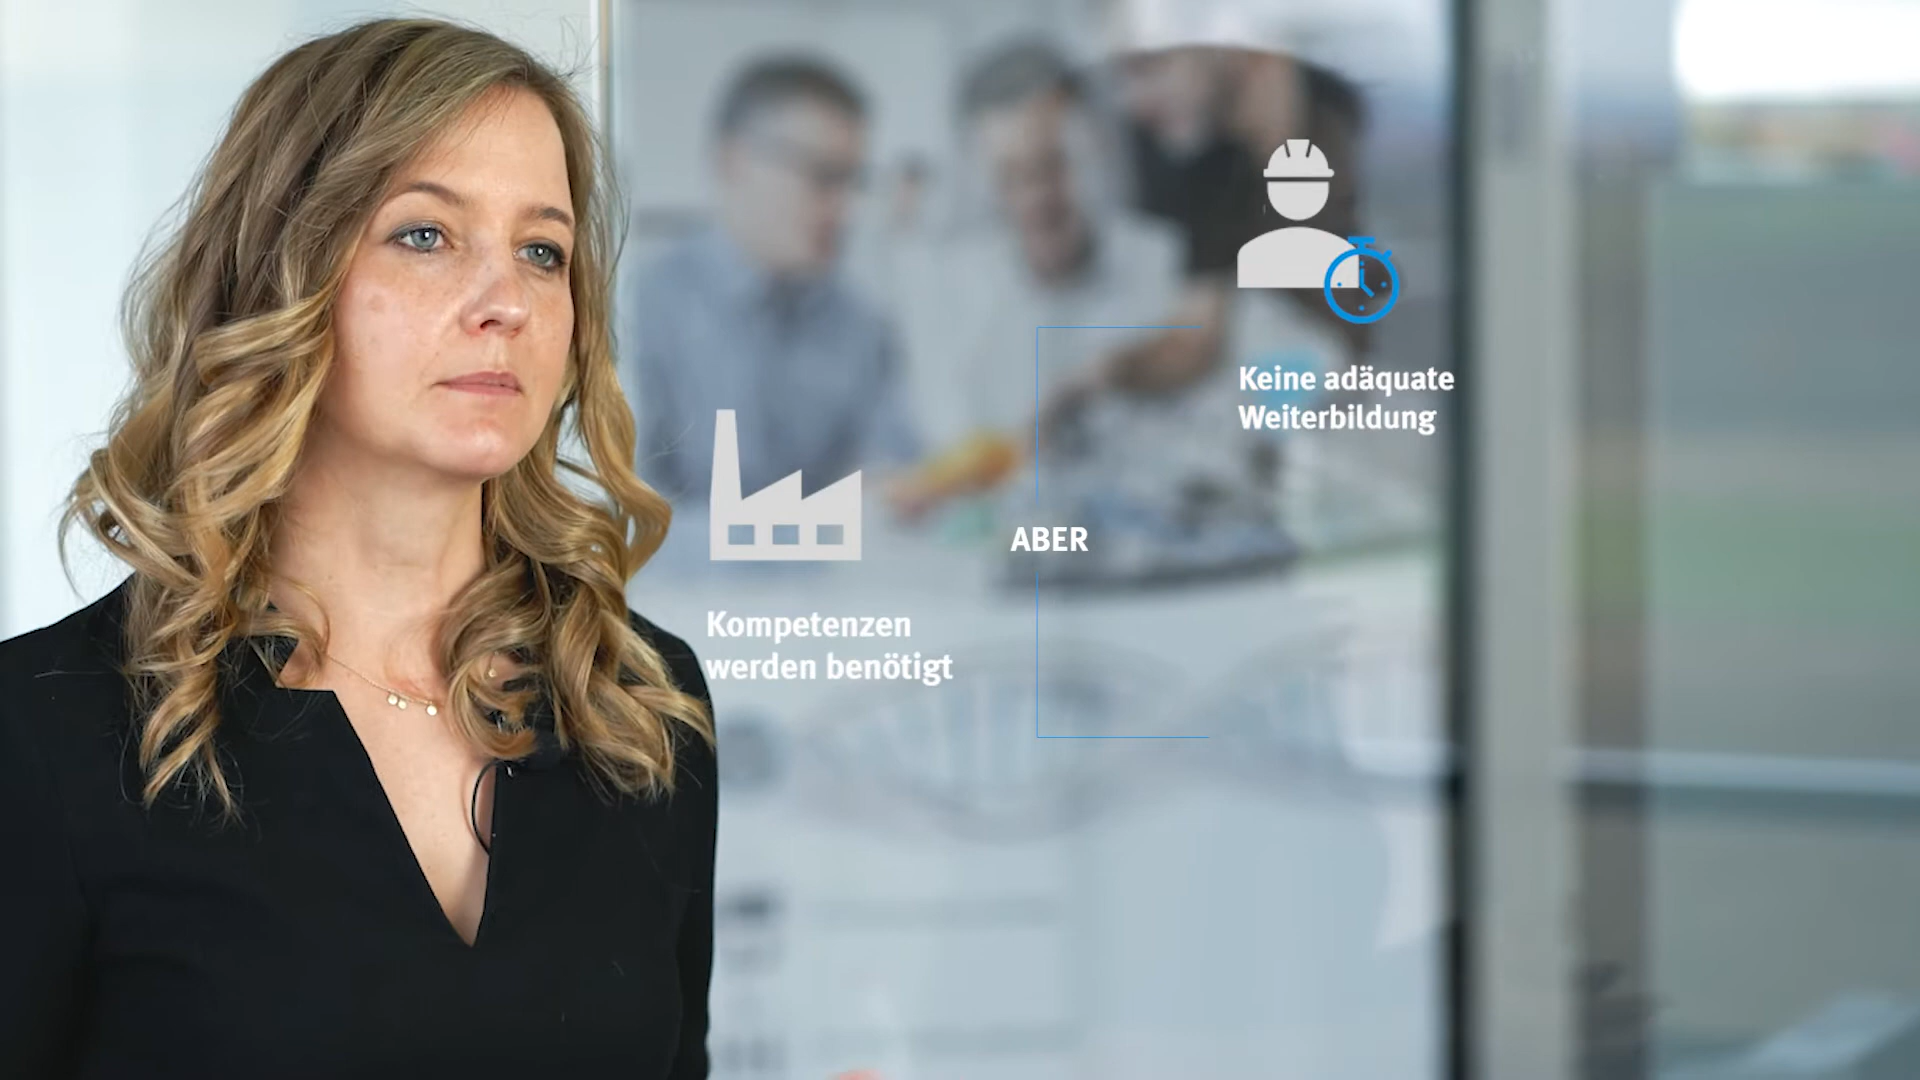 Kompetenzen
werden benötigt
ABER
Keine adäquate
Weiterbildung